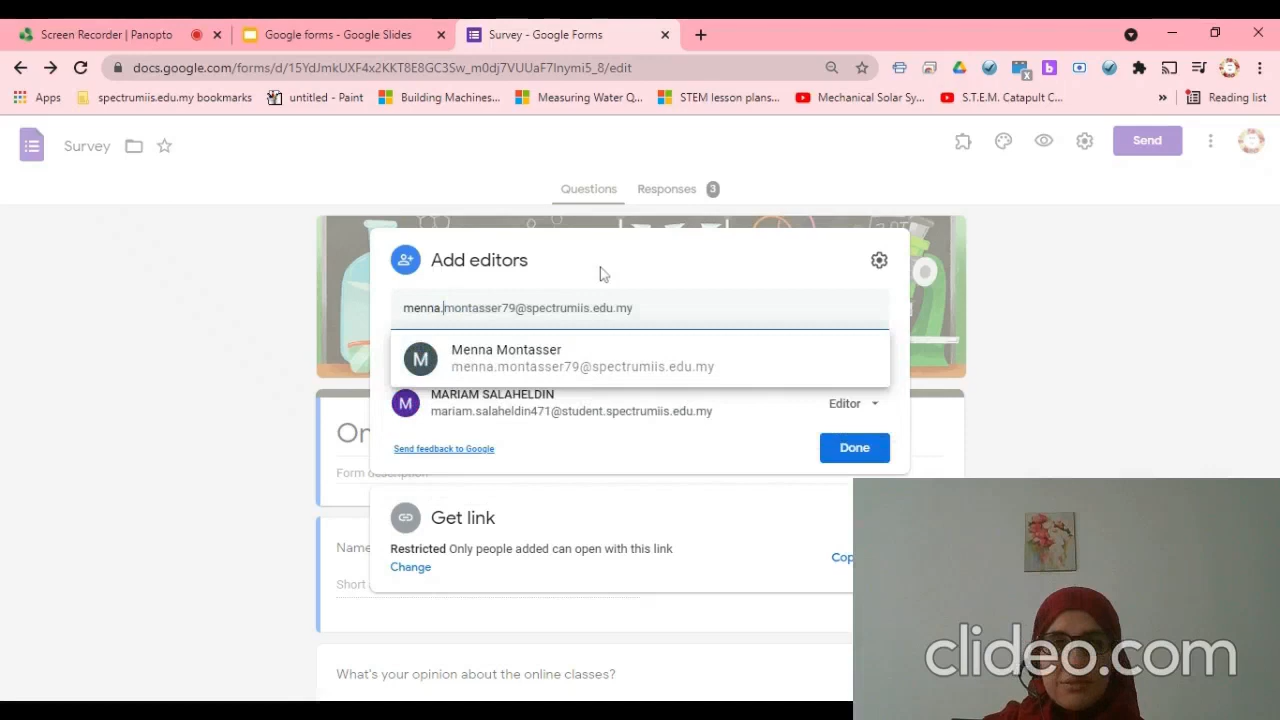 Screen Recorder | Panopto
Google forms - Google Slides
Survey - Google Forms
docs.google.com/forms/d/15YdJmkUXF4x2KKT8E8GC3Sw_m0dj7VUUaF7lnymi5_8/edit
Apps
spectrumiis.edu.my bookmarks
untitled - Paint
Building Machines...
Measuring Water Q...
STEM lesson plans...
Mechanical Solar Sy...
S.T.E.M. Catapult C...
»
Reading list
Survey
Send
Questions
Responses 3
Add editors
menna.montasser79@spectrumiis.edu.my
M
Menna Montasser
menna.montasser79@spectrumiis.edu.my
M
MARIAM SALAHELDIN
mariam.salaheldin471@student.spectrumiis.edu.my
Editor
Send feedback to Google
Done
Form description
Get link
Restricted Only people added can open with this link
Change
Cop
Name
Short
What's your opinion about the online classes?
clideo.com